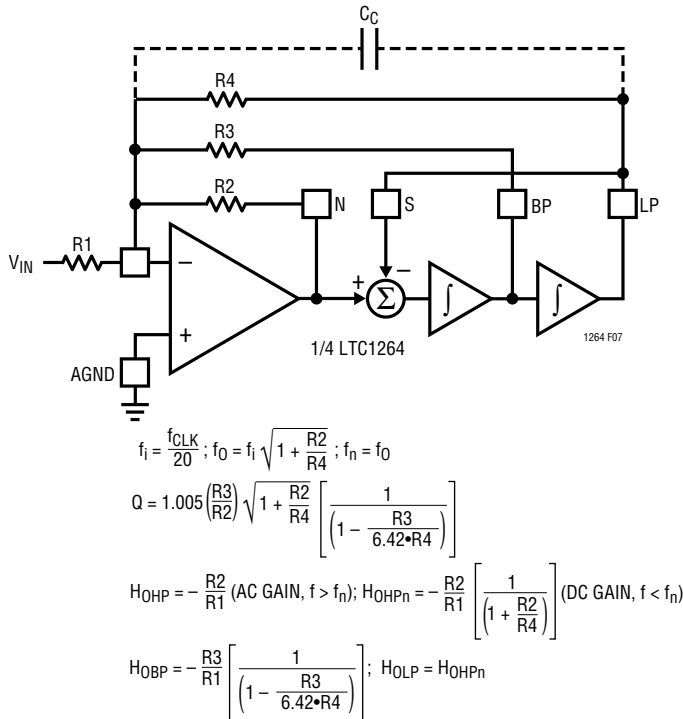 C_C
R4
R3
R2
N
S
BP
LP
R1
V_IN
−
+
+
−
Σ
∫
∫
1264 F07
1/4 LTC1264
AGND
f_i = f_CLK/20 ; f_O = f_i √(1 + R2/R4) ; f_n = f_O
Q = 1.005 (R3/R2) √(1 + R2/R4) [1/(1 − R3/(6.42•R4))]
H_OHP = − R2/R1 (AC GAIN, f > f_n); H_OHPn = − R2/R1 [1/(1 + R2/R4)] (DC GAIN, f < f_n)
H_OBP = − R3/R1 [1/(1 − R3/(6.42•R4))]; H_OLP = H_OHPn